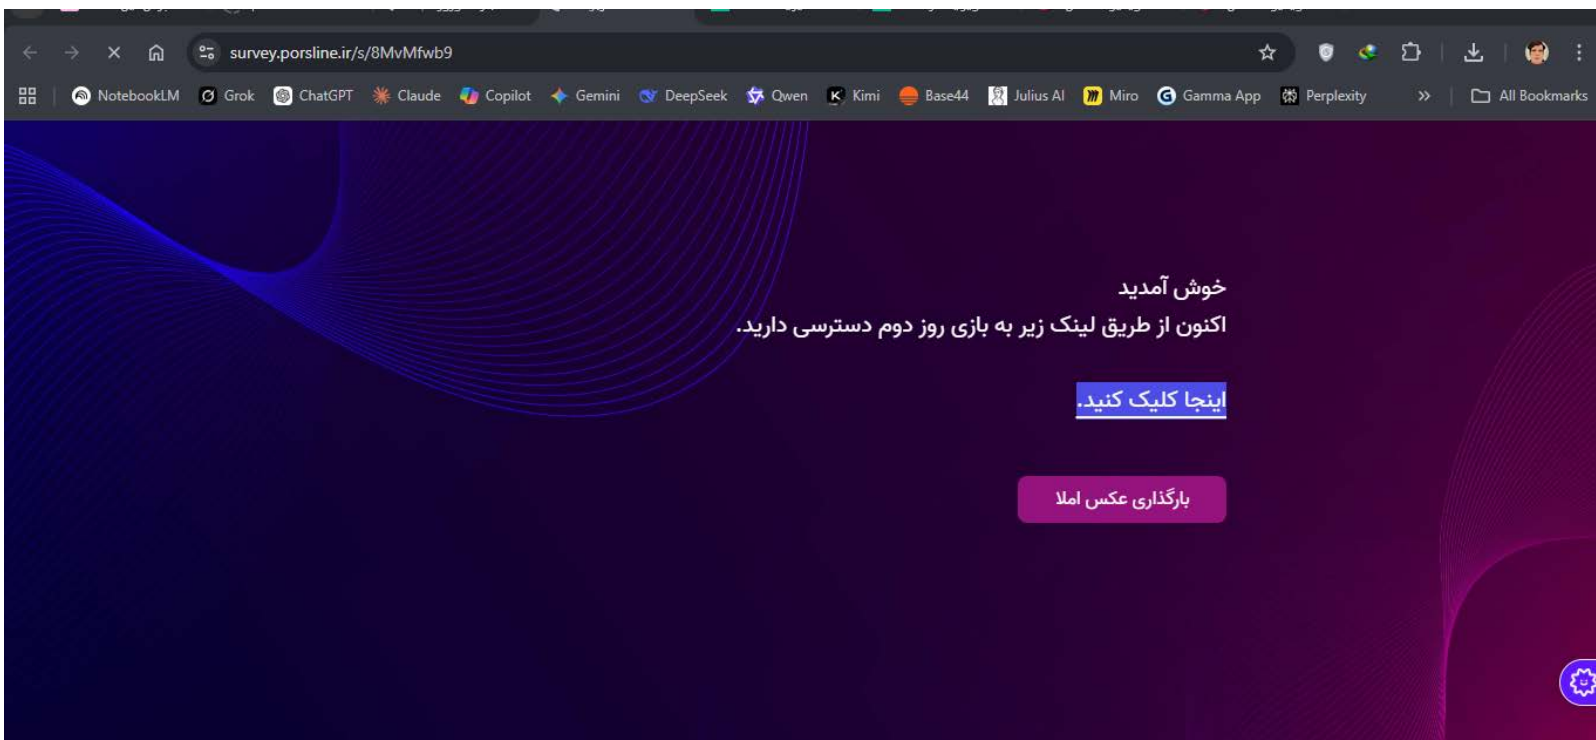 survey.porsline.ir/s/8MvMfwb9
NotebookLM Grok ChatGPT Claude Copilot Gemini DeepSeek Qwen Kimi Base44 Julius AI Miro Gamma App Perplexity » All Bookmarks
خوش آمدید
اکنون از طریق لینک زیر به بازی روز دوم دسترسی دارید.
اینجا کلیک کنید.
بارگذاری عکس املا